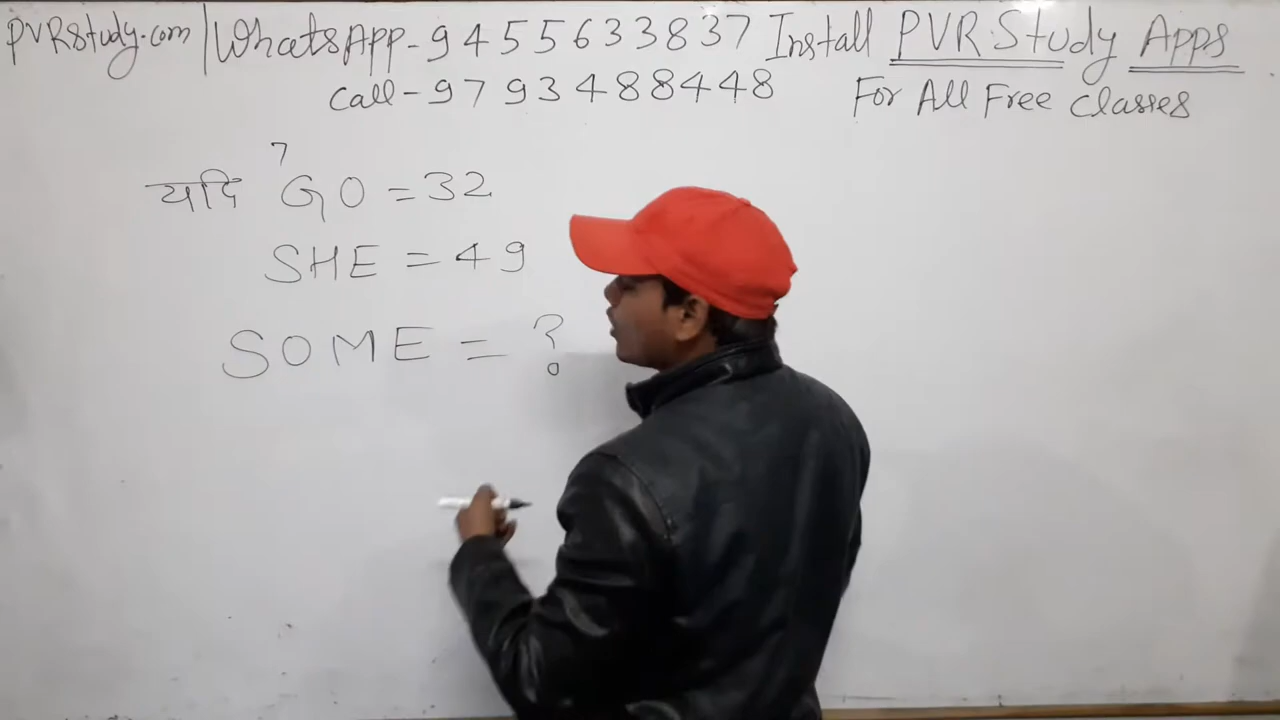 PVRstudy.com | WhatsApp-9455633837 Install PVR Study Apps
Call-9793488448 For All Free Classes
7
यदि GO = 32
SHE = 49
SOME = ?